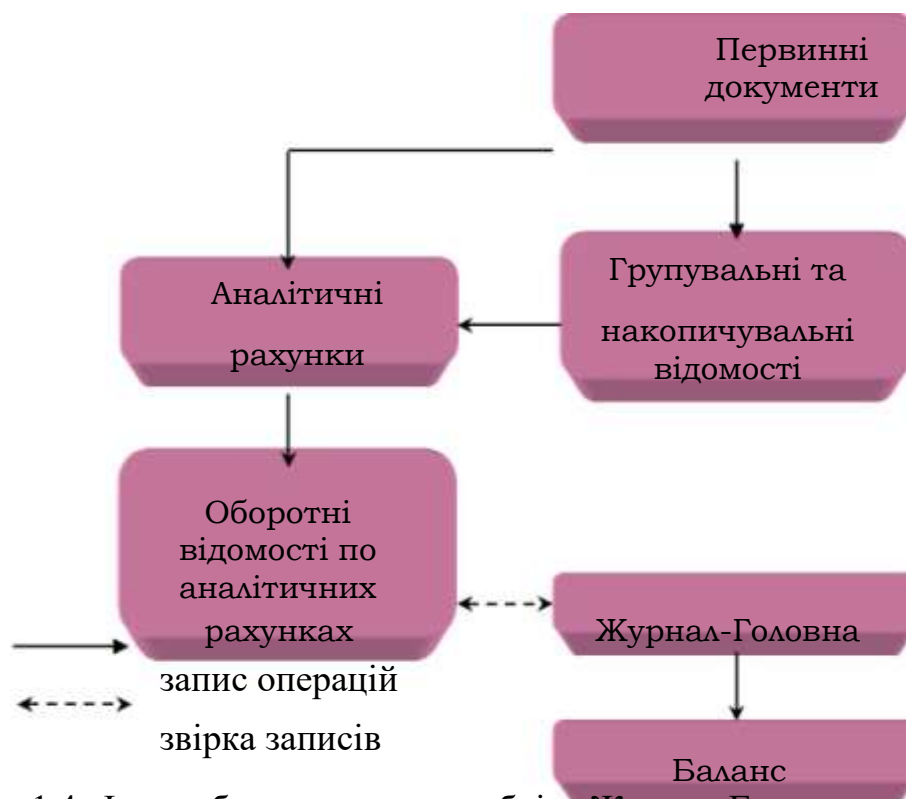 Первинні
документи
Групувальні та
накопичувальні
відомості
Аналітичні
рахунки
Оборотні
відомості по
аналітичних
рахунках
Журнал-Головна
запис операцій
звірка записів
Баланс